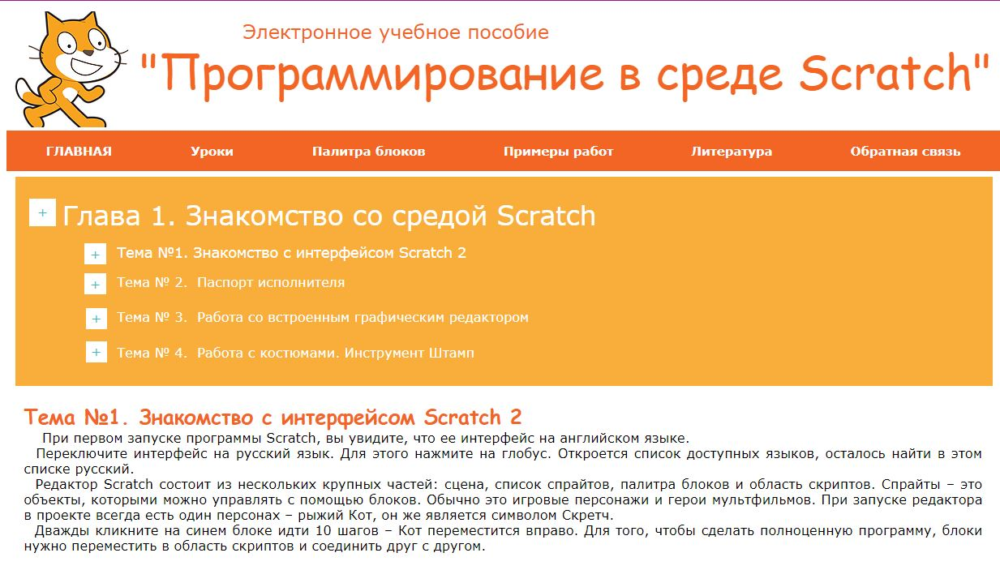 Электронное учебное пособие
"Программирование в среде Scratch"
ГЛАВНАЯ Уроки Палитра блоков Примеры работ Литература Обратная связь
+ Глава 1. Знакомство со средой Scratch
+ Тема №1. Знакомство с интерфейсом Scratch 2
+ Тема № 2. Паспорт исполнителя
+ Тема № 3. Работа со встроенным графическим редактором
+ Тема № 4. Работа с костюмами. Инструмент Штамп
Тема №1. Знакомство с интерфейсом Scratch 2
При первом запуске программы Scratch, вы увидите, что ее интерфейс на английском языке.
Переключите интерфейс на русский язык. Для этого нажмите на глобус. Откроется список доступных языков, осталось найти в этом
списке русский.
Редактор Scratch состоит из нескольких крупных частей: сцена, список спрайтов, палитра блоков и область скриптов. Спрайты – это
объекты, которыми можно управлять с помощью блоков. Обычно это игровые персонажи и герои мультфильмов. При запуске редактора
в проекте всегда есть один персонах – рыжий Кот, он же является символом Скретч.
Дважды кликните на синем блоке идти 10 шагов – Кот переместится вправо. Для того, чтобы сделать полноценную программу, блоки
нужно переместить в область скриптов и соединить друг с другом.